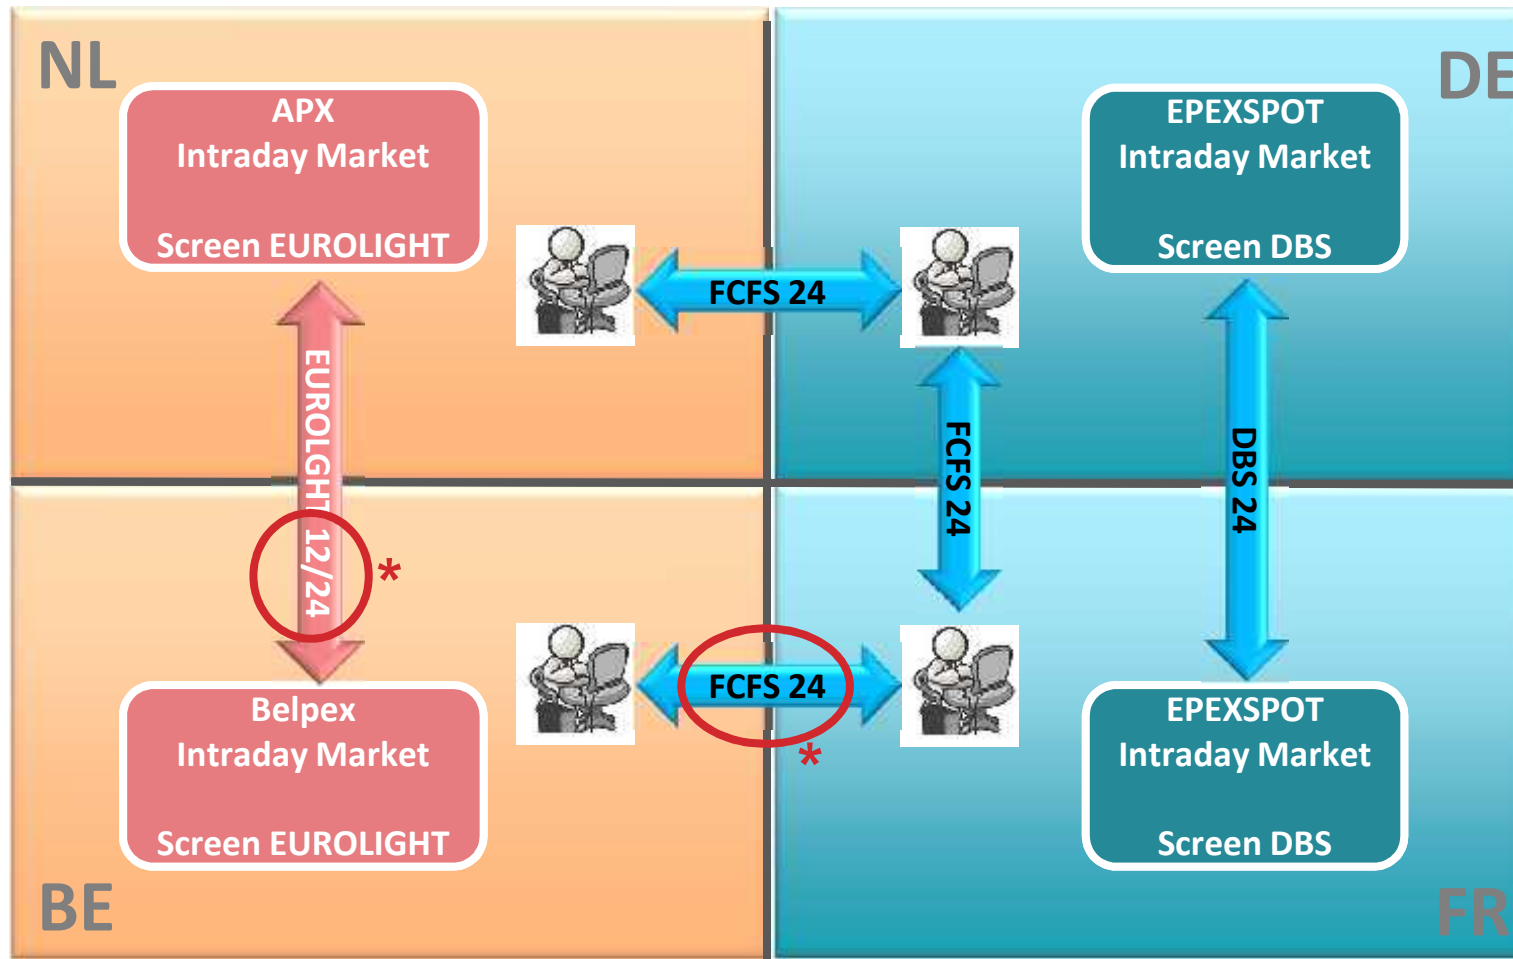 NL
APX
Intraday Market
Screen EUROLIGHT
DE
EPEXSPOT
Intraday Market
Screen DBS
FCFS 24
EUROLGHT 12/24
*
FCFS 24
DBS 24
BE
Belpex
Intraday Market
Screen EUROLIGHT
FCFS 24
*
EPEXSPOT
Intraday Market
Screen DBS
FR